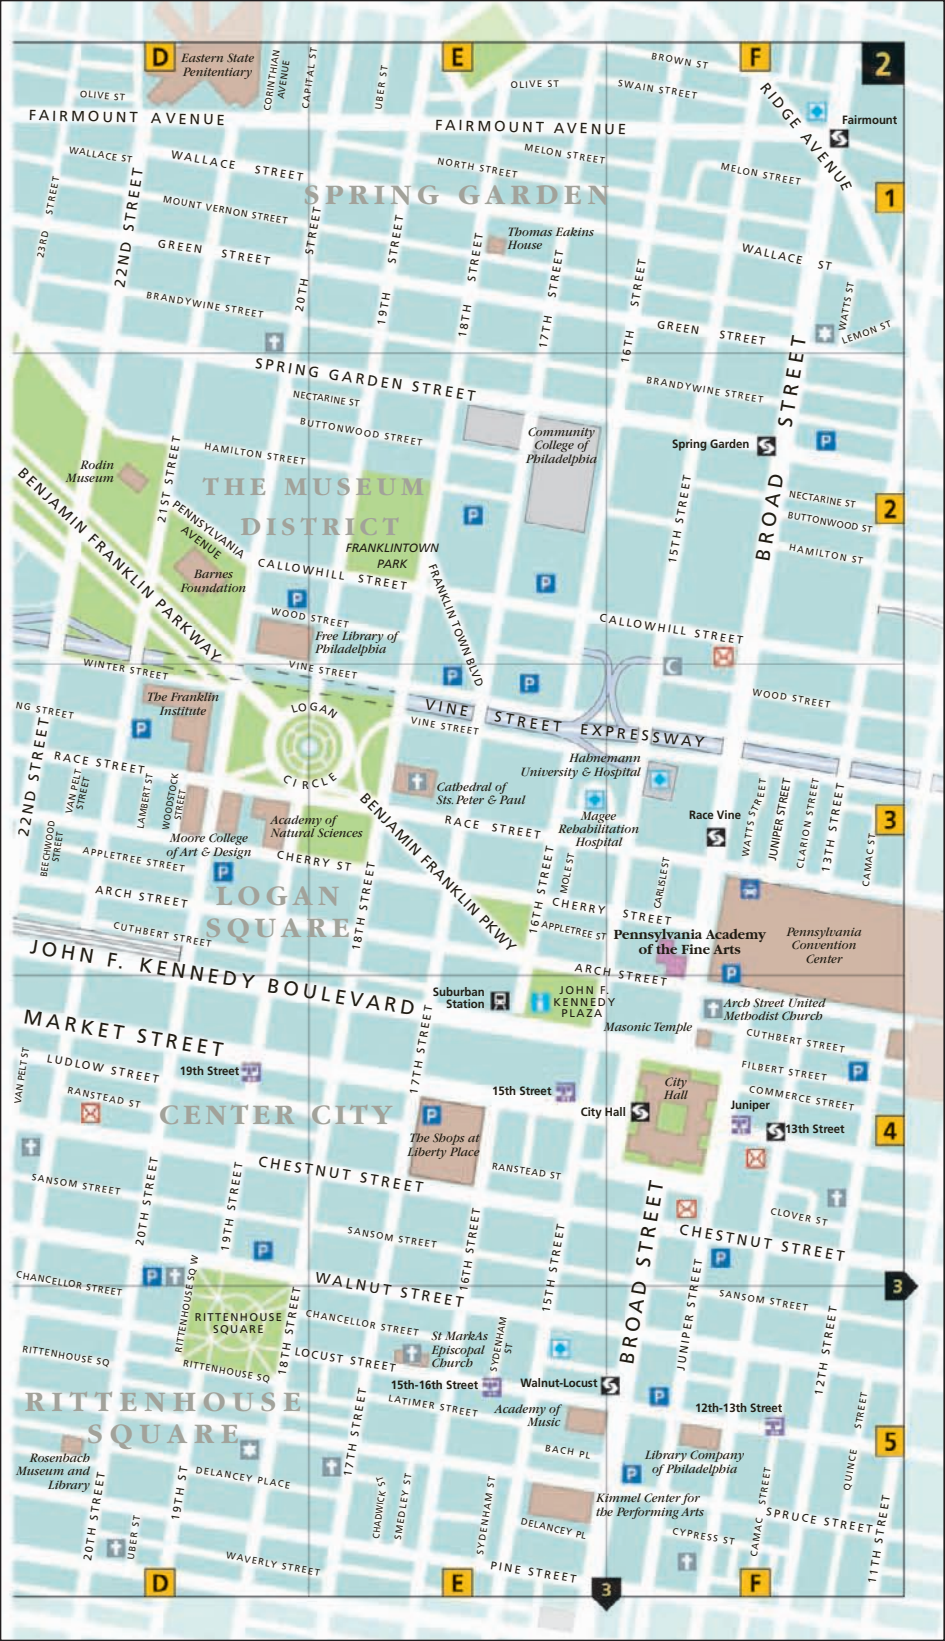 D
E
F
2
Eastern State
Penitentiary
CORINTHIAN
AVENUE
CAPITAL ST
UBER ST
OLIVE ST
BROWN ST
SWAIN STREET
OLIVE ST
RIDGE AVENUE
Fairmount
FAIRMOUNT AVENUE
FAIRMOUNT AVENUE
WALLACE ST
WALLACE STREET
NORTH STREET
MELON STREET
MELON STREET
SPRING GARDEN
1
23RD STREET
22ND STREET
MOUNT VERNON STREET
GREEN STREET
BRANDYWINE STREET
20TH STREET
19TH STREET
18TH STREET
17TH STREET
16TH STREET
Thomas Eakins
House
WALLACE ST
WATTS ST
LEMON ST
GREEN STREET
BROAD STREET
SPRING GARDEN STREET
NECTARINE ST
BUTTONWOOD STREET
BRANDYWINE STREET
Community
College of
Philadelphia
Spring Garden
P
HAMILTON STREET
Rodin
Museum
21ST STREET
THE MUSEUM
DISTRICT
BENJAMIN FRANKLIN PARKWAY
PENNSYLVANIA
AVENUE
2
NECTARINE ST
BUTTONWOOD ST
HAMILTON ST
15TH STREET
P
FRANKLINTOWN
PARK
Barnes
Foundation
CALLOWHILL STREET
P
P
FRANKLIN TOWN BLVD
WOOD STREET
Free Library of
Philadelphia
CALLOWHILL STREET
WINTER STREET
VINE STREET
P
P
WOOD STREET
The Franklin
Institute
LOGAN
CIRCLE
NG STREET
P
VINE STREET EXPRESSWAY
VINE STREET
22ND STREET
RACE STREET
VAN PELT
STREET
LAMBERT ST
WOODSTOCK
STREET
BEECHWOOD
STREET
Hahnemann
University & Hospital
Cathedral of
Sts. Peter & Paul
Magee
Rehabilitation
Hospital
Race Vine
WATTS STREET
JUNIPER STREET
CLARION STREET
13TH STREET
CAMAC ST
3
RACE STREET
Moore College
of Art & Design
Academy of
Natural Sciences
BENJAMIN FRANKLIN PKWY
APPLETREE STREET
P
CHERRY ST
ARCH STREET
LOGAN
SQUARE
18TH STREET
CUTHBERT STREET
16TH STREET
MOLE ST
CARLISLE ST
CHERRY STREET
APPLETREE ST
Pennsylvania Academy
of the Fine Arts
Pennsylvania
Convention
Center
P
ARCH STREET
JOHN F. KENNEDY BOULEVARD
Suburban
Station
JOHN F.
KENNEDY
PLAZA
Arch Street United
Methodist Church
Masonic Temple
MARKET STREET
CUTHBERT STREET
VAN PELT ST
LUDLOW STREET
19th Street
RANSTEAD ST
17TH STREET
15th Street
FILBERT STREET
P
COMMERCE STREET
City
Hall
City Hall
Juniper
13th Street
4
CENTER CITY
P
The Shops at
Liberty Place
CHESTNUT STREET
RANSTEAD ST
SANSOM STREET
20TH STREET
19TH STREET
SANSOM STREET
CLOVER ST
CHESTNUT STREET
BROAD STREET
P
P
P
CHANCELLOR STREET
RITTENHOUSE SQ W
WALNUT STREET
16TH STREET
15TH STREET
JUNIPER STREET
SANSOM STREET
3
RITTENHOUSE
SQUARE
18TH STREET
CHANCELLOR STREET
LOCUST STREET
St MarkAs
Episcopal
Church
SYDENHAM
ST
12TH STREET
RITTENHOUSE SQ
RITTENHOUSE SQ
15th-16th Street
Walnut-Locust
P
RITTENHOUSE
SQUARE
LATIMER STREET
Academy of
Music
12th-13th Street
17TH STREET
BACH PL
Library Company
of Philadelphia
P
QUINCE STREET
5
Rosenbach
Museum and
Library
DELANCEY PLACE
20TH STREET
19TH ST
UBER ST
CHADWICK ST
SMEDLEY ST
SYDENHAM ST
Kimmel Center for
the Performing Arts
DELANCEY PL
CYPRESS ST
CAMAC STREET
SPRUCE STREET
11TH STREET
WAVERLY STREET
PINE STREET
D
E
3
F